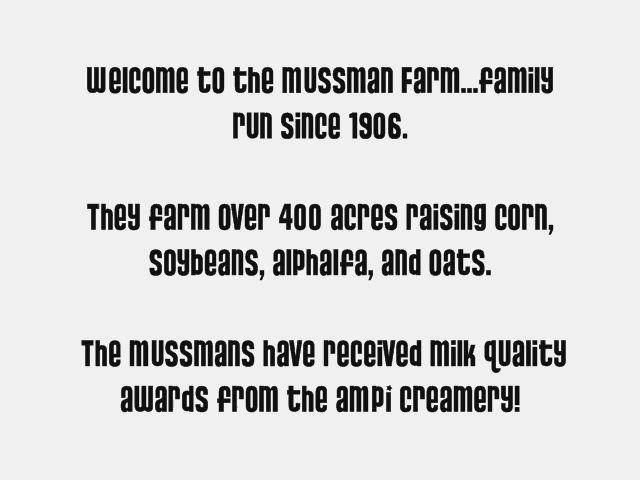 Welcome to the Mussman Farm...family
run since 1906.
They farm over 400 acres raising corn,
soybeans, alphalfa, and oats.
The Mussmans have received milk quality
awards from the ampi creamery!